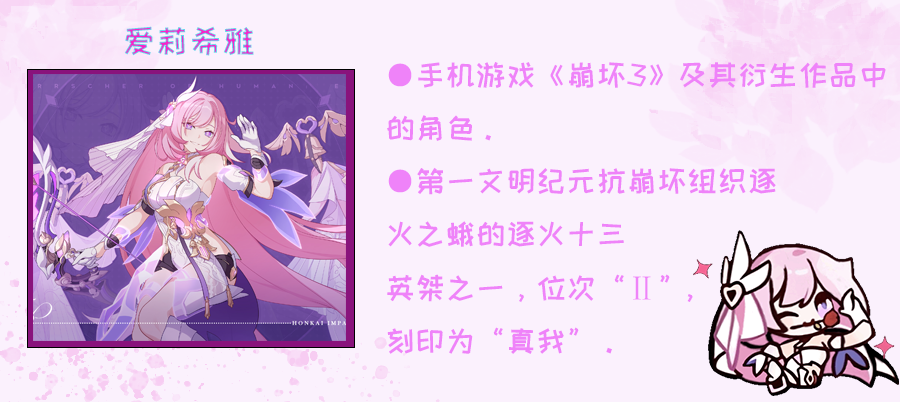 爱莉希雅
●手机游戏《崩坏3》及其衍生作品中
的角色.
●第一文明纪元抗崩坏组织逐
火之蛾的逐火十三
英桀之一,位次“Ⅱ”,
刻印为“真我”.
HONKAI IMPA